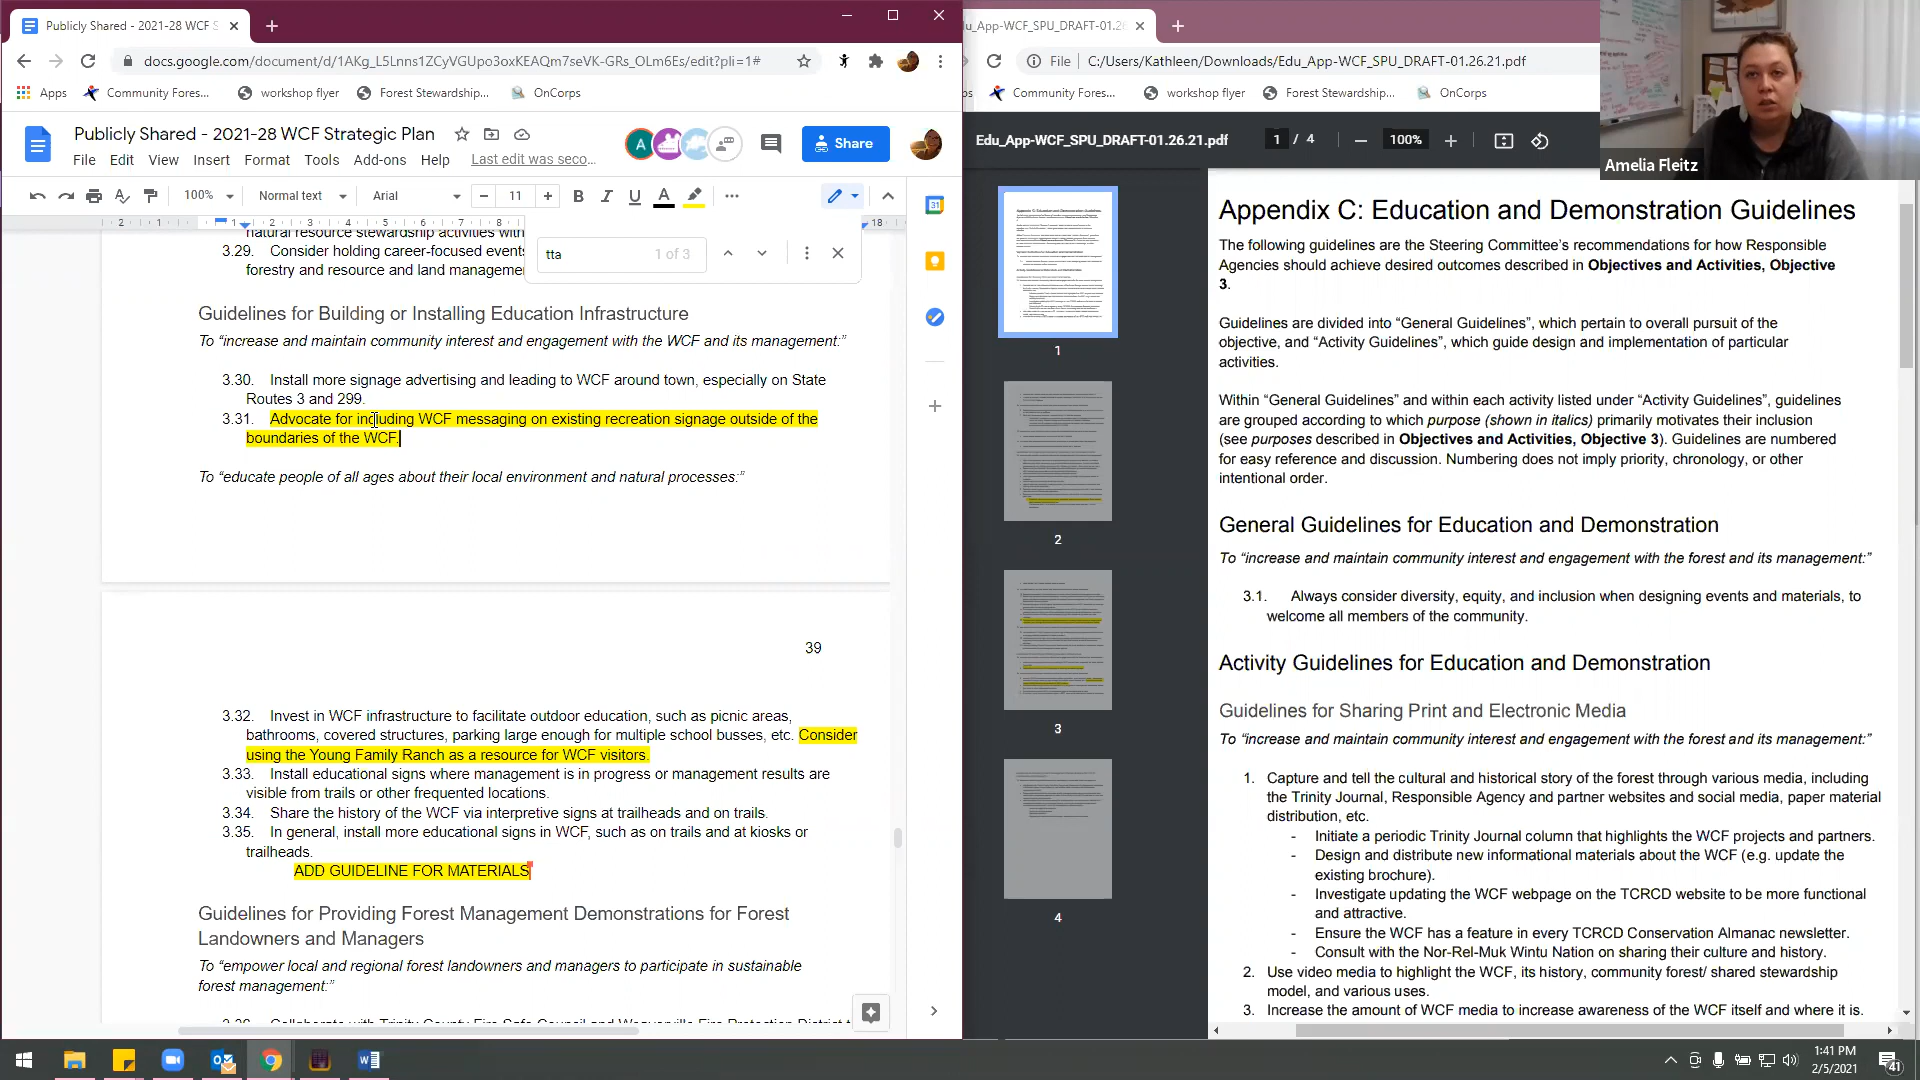 Publicly Shared - 2021-28 WCF S
docs.google.com/document/d/1AKg_L5Lnns1ZCyVGUpo3oxKEAQm7seVK-GRs_OLm6Es/edit?pli=1#
Apps Community Fores... workshop flyer Forest Stewardship... OnCorps
Publicly Shared - 2021-28 WCF Strategic Plan
Share
File Edit View Insert Format Tools Add-ons Help Last edit was seco...
100% Normal text Arial 11
tta 1 of 3
natural resource stewardship activities with
3.29. Consider holding career-focused events
forestry and resource and land manageme
Guidelines for Building or Installing Education Infrastructure
To “increase and maintain community interest and engagement with the WCF and its management:”
3.30. Install more signage advertising and leading to WCF around town, especially on State
Routes 3 and 299.
3.31. Advocate for including WCF messaging on existing recreation signage outside of the
boundaries of the WCF.
To “educate people of all ages about their local environment and natural processes:”
39
3.32. Invest in WCF infrastructure to facilitate outdoor education, such as picnic areas,
bathrooms, covered structures, parking large enough for multiple school busses, etc. Consider
using the Young Family Ranch as a resource for WCF visitors.
3.33. Install educational signs where management is in progress or management results are
visible from trails or other frequented locations.
3.34. Share the history of the WCF via interpretive signs at trailheads and on trails.
3.35. In general, install more educational signs in WCF, such as on trails and at kiosks or
trailheads.
ADD GUIDELINE FOR MATERIALS
Guidelines for Providing Forest Management Demonstrations for Forest
Landowners and Managers
To “empower local and regional forest landowners and managers to participate in sustainable
forest management:”
du_App-WCF_SPU_DRAFT-01.26
File C:/Users/Kathleen/Downloads/Edu_App-WCF_SPU_DRAFT-01.26.21.pdf
Community Fores... workshop flyer Forest Stewardship... OnCorps
Edu_App-WCF_SPU_DRAFT-01.26.21.pdf 1 / 4 100%
Amelia Fleitz
1
2
3
4
Appendix C: Education and Demonstration Guidelines
The following guidelines are the Steering Committee’s recommendations for how Responsible
Agencies should achieve desired outcomes described in Objectives and Activities, Objective
3.
Guidelines are divided into “General Guidelines”, which pertain to overall pursuit of the
objective, and “Activity Guidelines”, which guide design and implementation of particular
activities.
Within “General Guidelines” and within each activity listed under “Activity Guidelines”, guidelines
are grouped according to which purpose (shown in italics) primarily motivates their inclusion
(see purposes described in Objectives and Activities, Objective 3). Guidelines are numbered
for easy reference and discussion. Numbering does not imply priority, chronology, or other
intentional order.
General Guidelines for Education and Demonstration
To “increase and maintain community interest and engagement with the forest and its management:”
3.1. Always consider diversity, equity, and inclusion when designing events and materials, to
welcome all members of the community.
Activity Guidelines for Education and Demonstration
Guidelines for Sharing Print and Electronic Media
To “increase and maintain community interest and engagement with the forest and its management:”
1. Capture and tell the cultural and historical story of the forest through various media, including
the Trinity Journal, Responsible Agency and partner websites and social media, paper material
distribution, etc.
- Initiate a periodic Trinity Journal column that highlights the WCF projects and partners.
- Design and distribute new informational materials about the WCF (e.g. update the
existing brochure).
- Investigate updating the WCF webpage on the TCRCD website to be more functional
and attractive.
- Ensure the WCF has a feature in every TCRCD Conservation Almanac newsletter.
- Consult with the Nor-Rel-Muk Wintu Nation on sharing their culture and history.
2. Use video media to highlight the WCF, its history, community forest/ shared stewardship
model, and various uses.
3. Increase the amount of WCF media to increase awareness of the WCF itself and where it is.
1:41 PM
2/5/2021
41